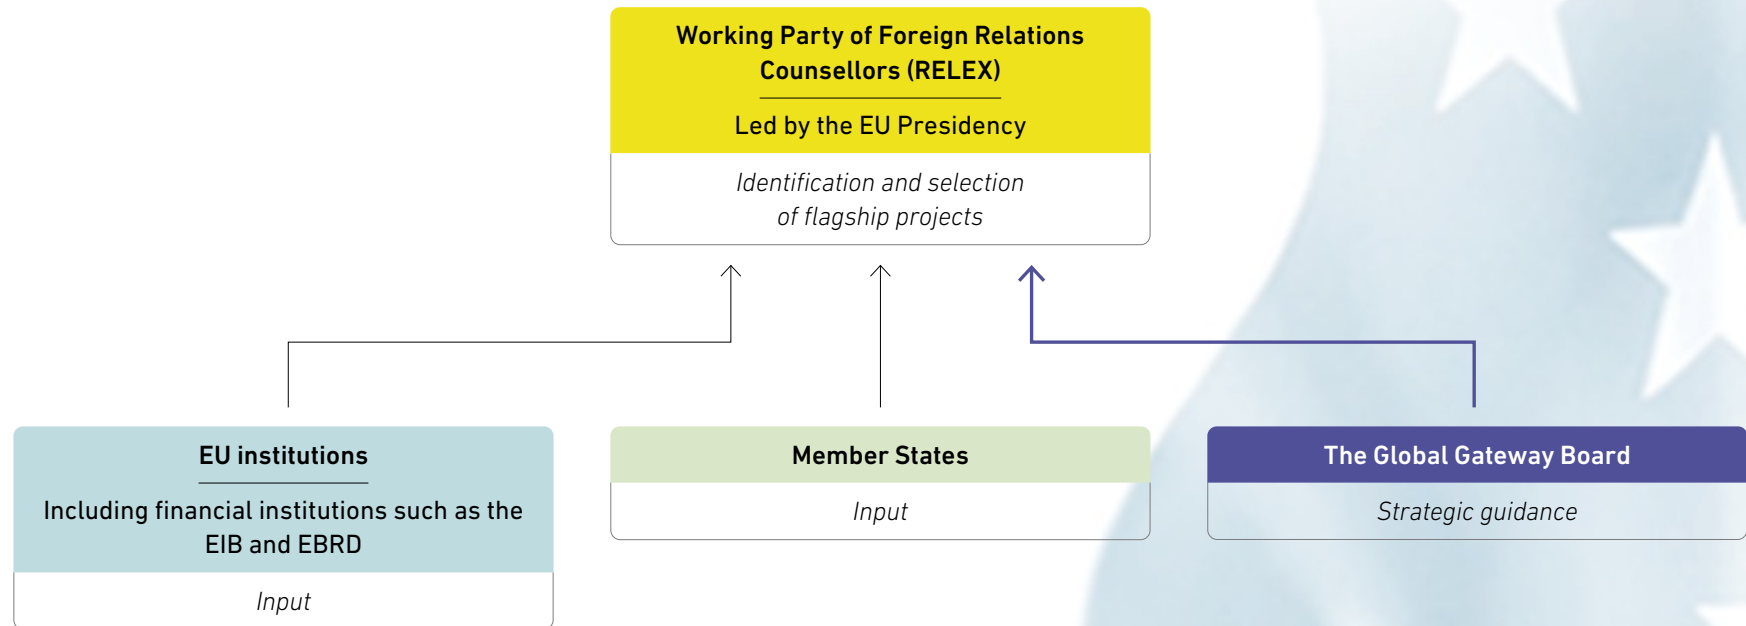 Working Party of Foreign Relations
Counsellors (RELEX)
Led by the EU Presidency
Identification and selection
of flagship projects
EU institutions
Including financial institutions such as the
EIB and EBRD
Input
Member States
Input
The Global Gateway Board
Strategic guidance